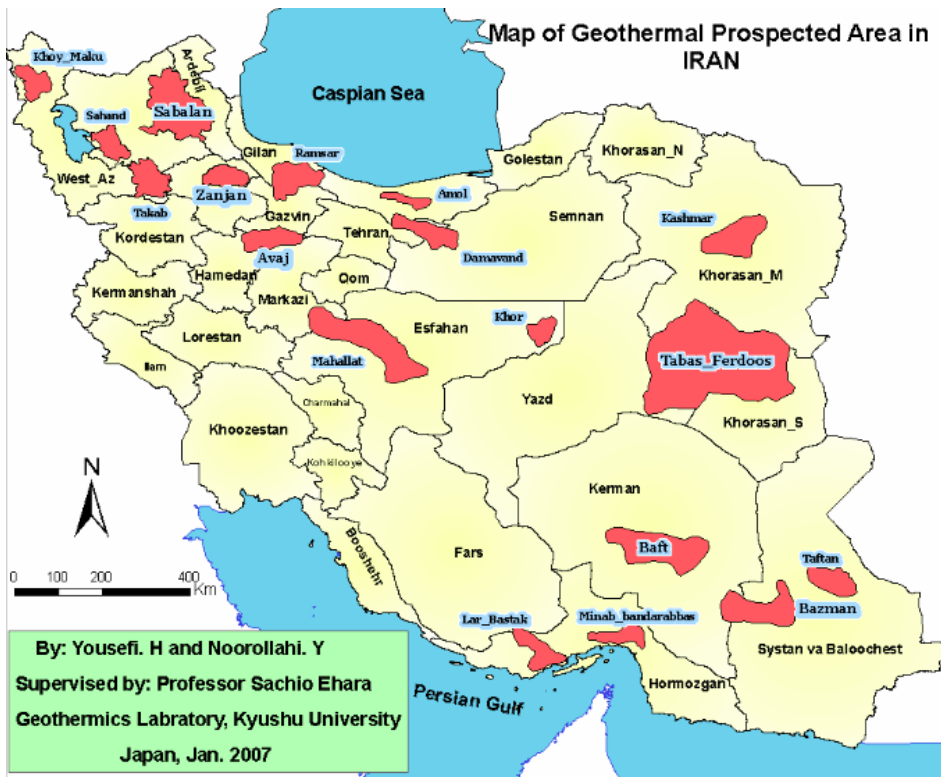 Map of Geothermal Prospected Area in
IRAN
Khoy_Maku
Ardebil
Caspian Sea
Sahand
Sabalan
Gilan
Ramsar
Golestan
Khorasan_N
West_Az
Zanjan
Amol
Takab
Gazvin
Semnan
Kashmar
Kordestan
Tehran
Avaj
Damavand
Hamedan
Qom
Khorasan_M
Kermanshah
Markazi
Khor
Esfahan
Lorestan
Mahallat
Tabas_Ferdoos
Ilam
Yazd
Charmahal
Khorasan_S
Khoozestan
Kohkilooye
N
Kerman
Booshehr
Fars
Baft
Taftan
0 100 200 400
Km
Lar_Bastak
Minab_bandarabbas
Bazman
Systan va Baloochest
Hormozgan
Persian Gulf
By: Yousefi. H and Noorollahi. Y
Supervised by: Professor Sachio Ehara
Geothermics Labratory, Kyushu University
Japan, Jan. 2007